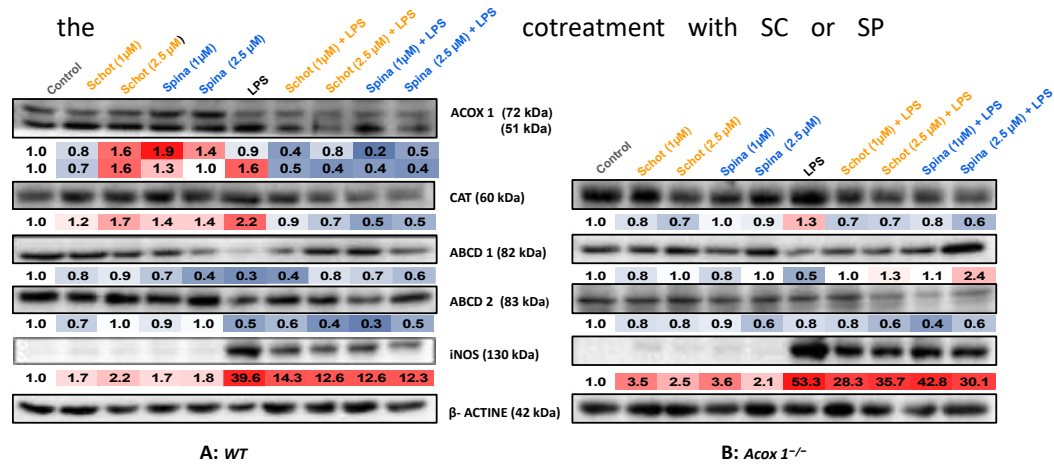 the cotreatment with SC or SP
Control
Schot (1µM)
Schot (2.5 µM)
Spina (1µM)
Spina (2.5 µM)
LPS
Schot (1µM) + LPS
Schot (2.5 µM) + LPS
Spina (1µM) + LPS
Spina (2.5 µM) + LPS
ACOX 1 (72 kDa)
(51 kDa)
1.0 0.8 1.6 1.9 1.4 0.9 0.4 0.8 0.2 0.5
1.0 0.7 1.6 1.3 1.0 1.6 0.5 0.4 0.4 0.4
CAT (60 kDa)
1.0 1.2 1.7 1.4 1.4 2.2 0.9 0.7 0.5 0.5
ABCD 1 (82 kDa)
1.0 0.8 0.9 0.7 0.4 0.3 0.4 0.8 0.7 0.6
ABCD 2 (83 kDa)
1.0 0.7 1.0 0.9 1.0 0.5 0.6 0.4 0.3 0.5
iNOS (130 kDa)
1.0 1.7 2.2 1.7 1.8 39.6 14.3 12.6 12.6 12.3
β- ACTINE (42 kDa)
A: WT
Control
Schot (1µM)
Schot (2.5 µM)
Spina (1µM)
Spina (2.5 µM)
LPS
Schot (1µM) + LPS
Schot (2.5 µM) + LPS
Spina (1µM) + LPS
Spina (2.5 µM) + LPS
1.0 0.8 0.7 1.0 0.9 1.3 0.7 0.7 0.8 0.6
1.0 0.8 1.0 0.8 1.0 0.5 1.0 1.3 1.1 2.4
1.0 0.8 0.8 0.9 0.6 0.8 0.8 0.6 0.4 0.6
1.0 3.5 2.5 3.6 2.1 53.3 28.3 35.7 42.8 30.1
B: Acox 1⁻/⁻